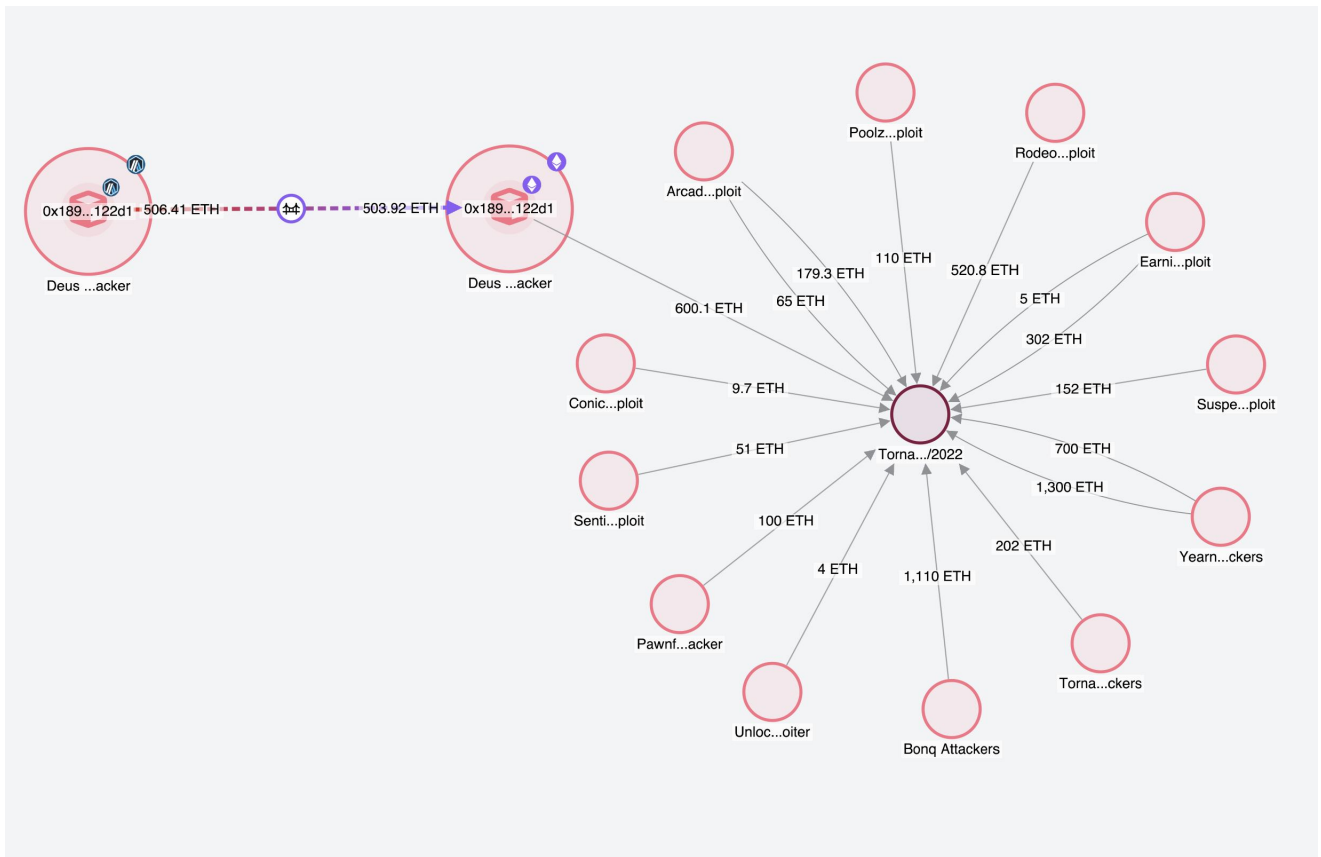 Poolz...ploit
Rodeo...ploit
Arcad...ploit
0x189...122d1
506.41 ETH
503.92 ETH
0x189...122d1
Deus ...acker
Deus ...acker
Earni...ploit
110 ETH
179.3 ETH
520.8 ETH
65 ETH
5 ETH
600.1 ETH
302 ETH
9.7 ETH
152 ETH
Conic...ploit
Suspe...ploit
51 ETH
Torna.../2022
700 ETH
1,300 ETH
Senti...ploit
100 ETH
202 ETH
Yearn...ckers
4 ETH
1,110 ETH
Pawnf...acker
Torna...ckers
Unloc...oiter
Bonq Attackers